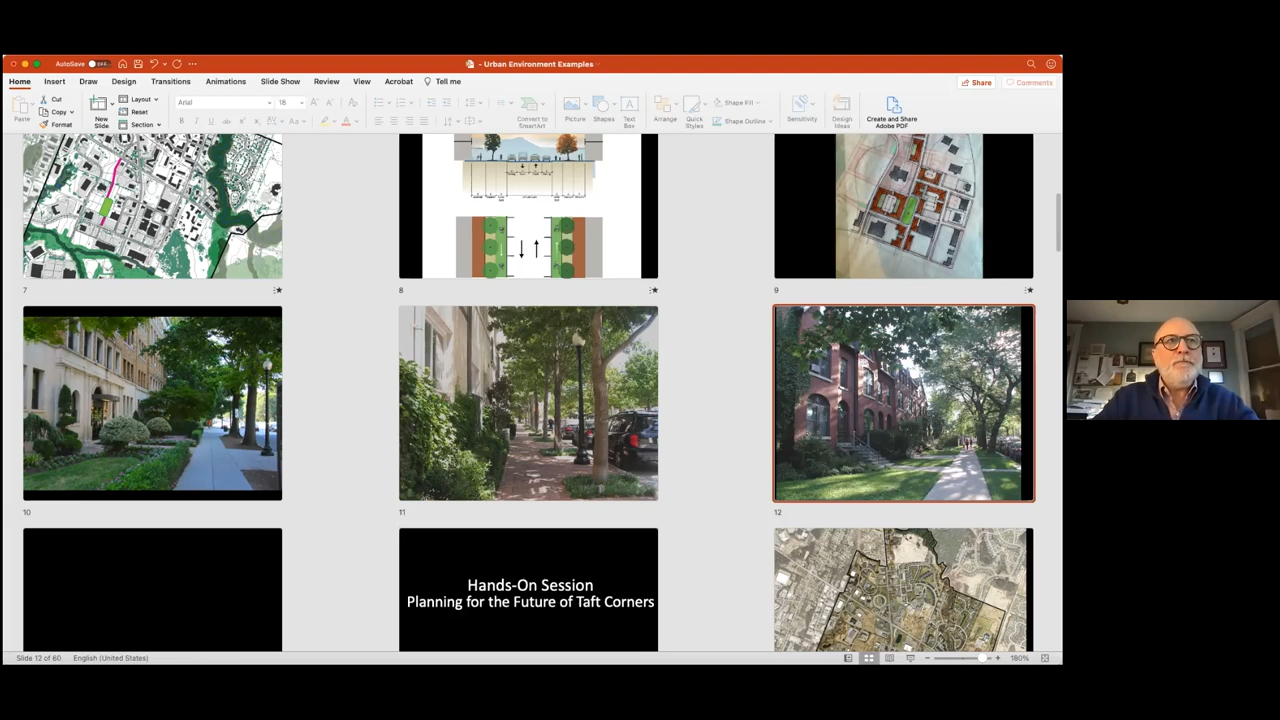 AutoSave OFF
- Urban Environment Examples
Home Insert Draw Design Transitions Animations Slide Show Review View Acrobat Tell me
Share Comments
Paste
Cut
Copy
Format
New Slide
Layout
Reset
Section
Arial 18
Convert to SmartArt
Picture
Shapes
Text Box
Arrange
Quick Styles
Shape Fill
Shape Outline
Sensitivity
Design Ideas
Create and Share Adobe PDF
7
8
9
10
11
12
Hands-On Session
Planning for the Future of Taft Corners
Slide 12 of 60 English (United States)
180%